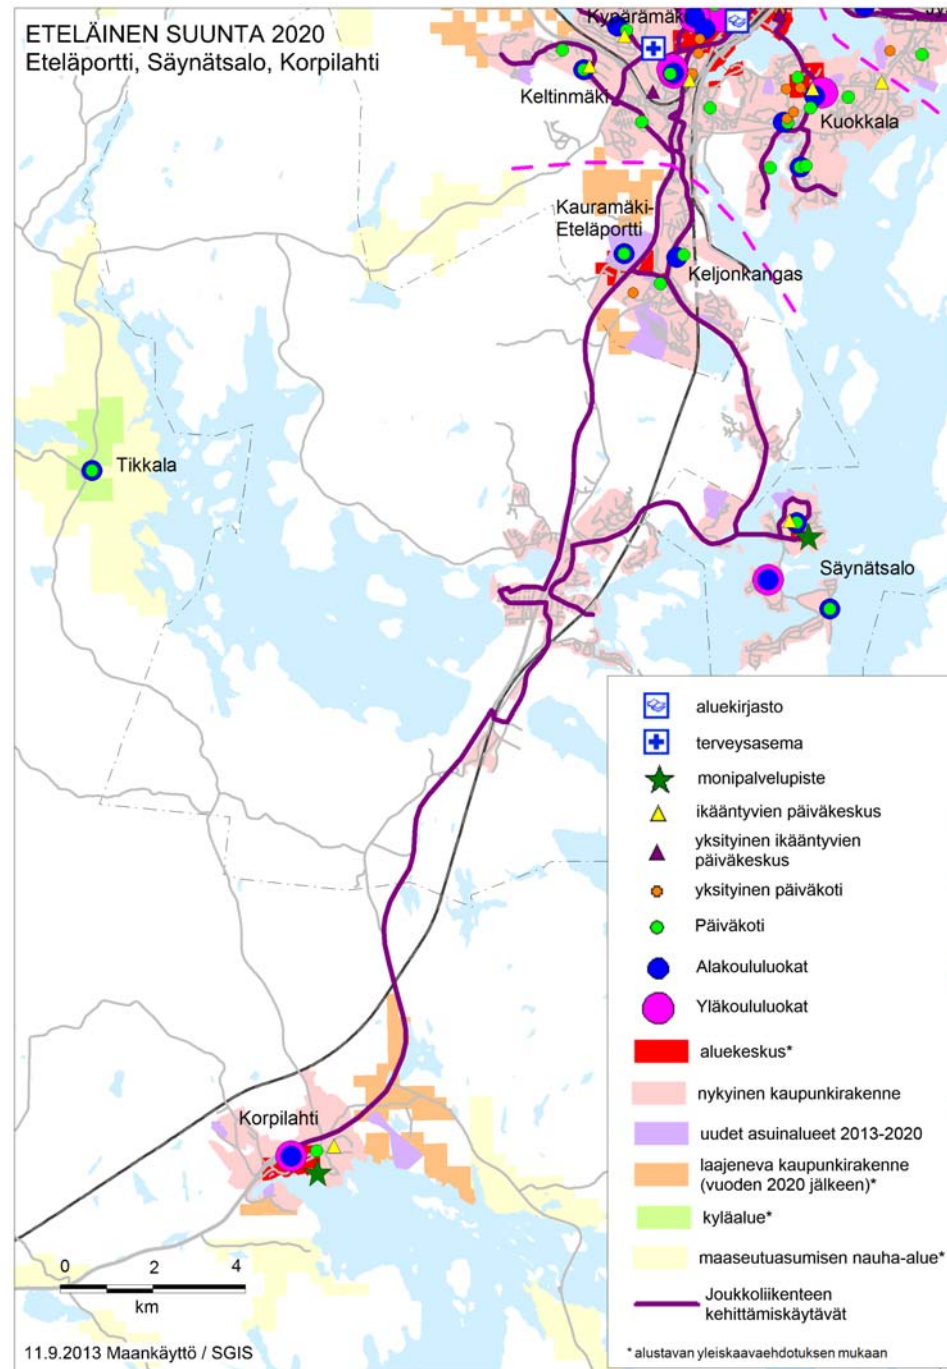 ETELÄINEN SUUNTA 2020
Eteläportti, Säynätsalo, Korpilahti
Kypärämäki
Keltinmäki
Kuokkala
Kauramäki-
Eteläportti
Keljonkangas
Tikkala
Säynätsalo
Korpilahti
aluekirjasto
terveysasema
monipalvelupiste
ikääntyvien päiväkeskus
yksityinen ikääntyvien
päiväkeskus
yksityinen päiväkoti
Päiväkoti
Alakoululuokat
Yläkoululuokat
aluekeskus*
nykyinen kaupunkirakenne
uudet asuinalueet 2013-2020
laajeneva kaupunkirakenne
(vuoden 2020 jälkeen)*
kyläalue*
maaseutuasumisen nauha-alue*
Joukkoliikenteen
kehittämiskäytävät
* alustavan yleiskaavaehdotuksen mukaan
0 2 4
km
11.9.2013 Maankäyttö / SGIS